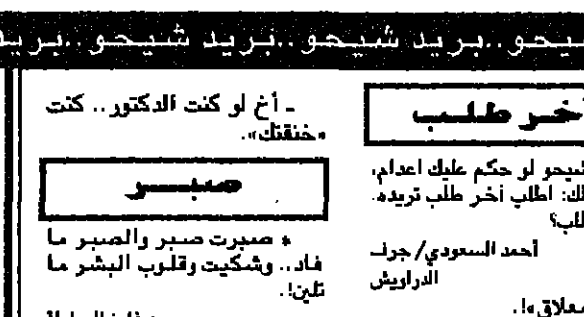 شيحو..بريد شيحو..بريد شيحو..بريد
آخر طلب
شيحو لو حكم عليك اعدام،
لك: اطلب آخر طلب تريده.
طلب؟
أحمد السعودي/ جرف
الدراويش
معلاق»!.
ـ أخ لو كنت الدكتور.. كنت
«خنقتك».
صبر
* صبرت صبر والصبر ما
فاد.. وشكيت وقلوب البشر ما
تلين!.